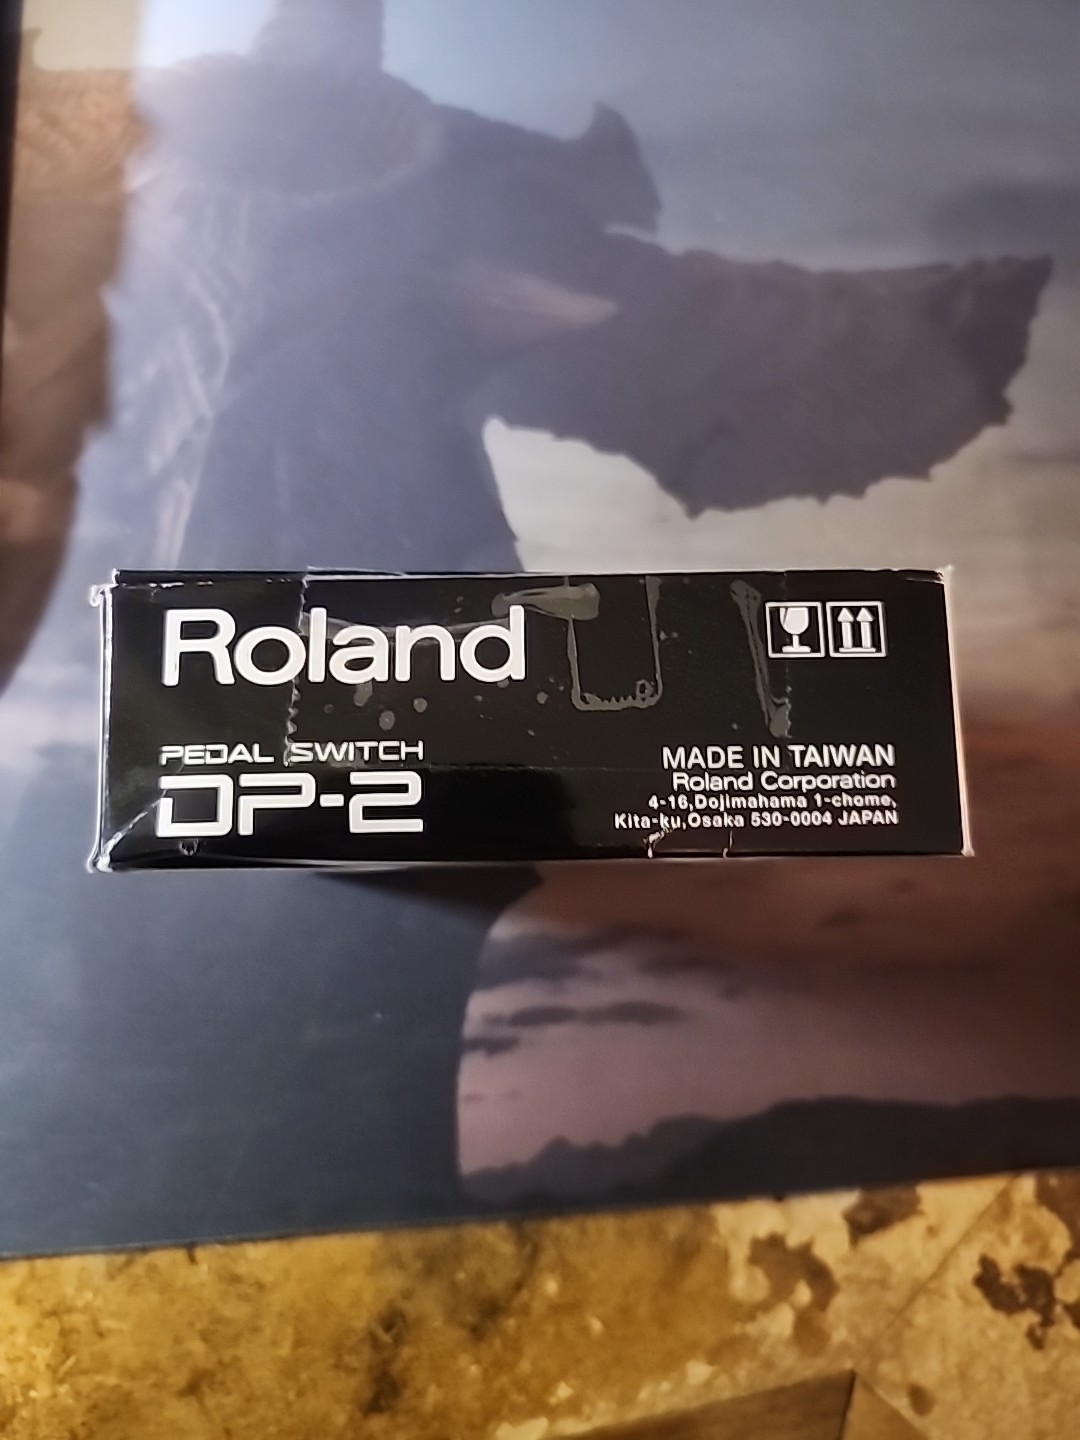 Roland
PEDAL SWITCH
DP-2
MADE IN TAIWAN
Roland Corporation
4-16,Dojimahama 1-chome,
Kita-ku,Osaka 530-0004 JAPAN